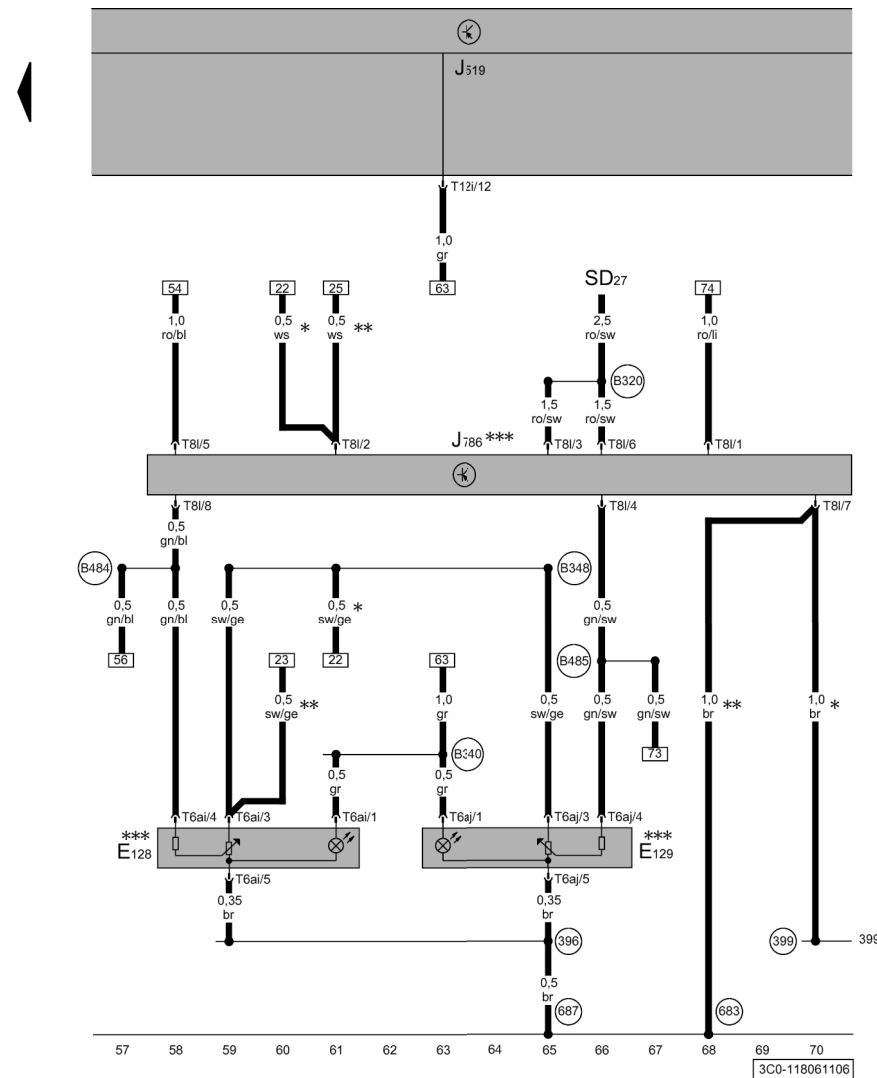 J519
T12i/12
1,0
gr
54
22
25
63
SD27
74
1,0
ro/bl
0,5
ws
*
0,5
ws
**
2,5
ro/sw
1,0
ro/li
B320
1,5
ro/sw
1,5
ro/sw
T8l/5
T8l/2
J786
***
T8l/3
T8l/6
T8l/1
T8l/8
T8l/4
T8l/7
0,5
gn/bl
B484
B348
0,5
gn/bl
0,5
gn/bl
0,5
sw/ge
0,5
sw/ge
*
0,5
gn/sw
56
23
22
63
B485
0,5
sw/ge
**
1,0
gr
0,5
sw/ge
0,5
gn/sw
0,5
gn/sw
1,0
br
**
1,0
br
*
B340
73
0,5
gr
0,5
gr
T6ai/4
T6ai/3
T6ai/1
T6aj/1
T6aj/3
T6aj/4
***
E128
***
E129
T6ai/5
T6aj/5
0,35
br
0,35
br
396
399
399
0,5
br
687
683
57 58 59 60 61 62 63 64 65 66 67 68 69 70
3C0-118061106